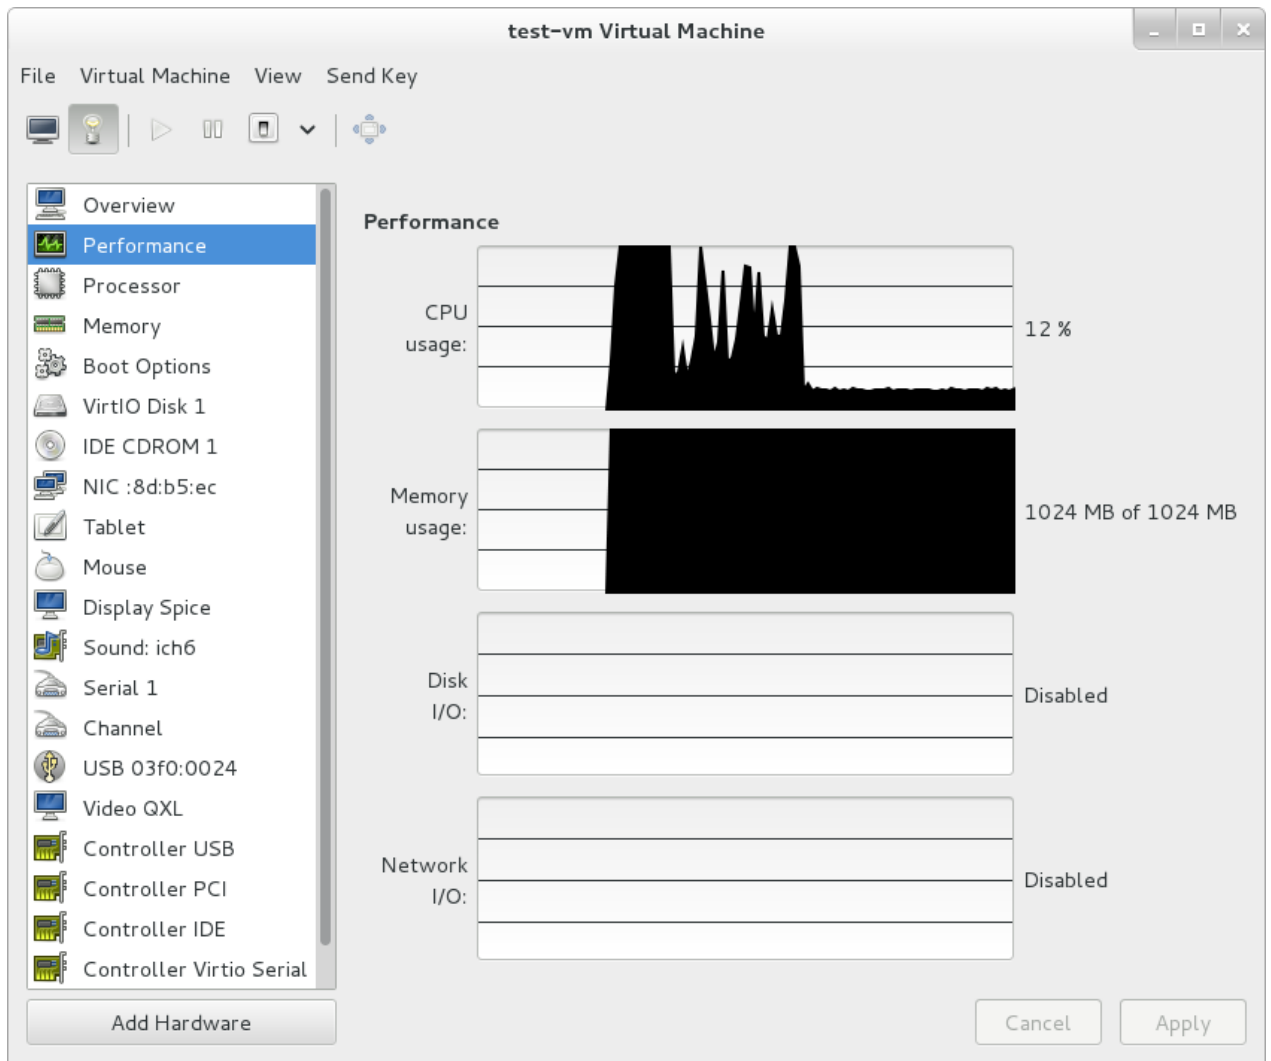 test-vm Virtual Machine
File Virtual Machine View Send Key
Overview
Performance
Processor
Memory
Boot Options
VirtIO Disk 1
IDE CDROM 1
NIC :8d:b5:ec
Tablet
Mouse
Display Spice
Sound: ich6
Serial 1
Channel
USB 03f0:0024
Video QXL
Controller USB
Controller PCI
Controller IDE
Controller Virtio Serial
Add Hardware
Performance
CPU
usage:
12 %
Memory
usage:
1024 MB of 1024 MB
Disk
I/O:
Disabled
Network
I/O:
Disabled
Cancel Apply